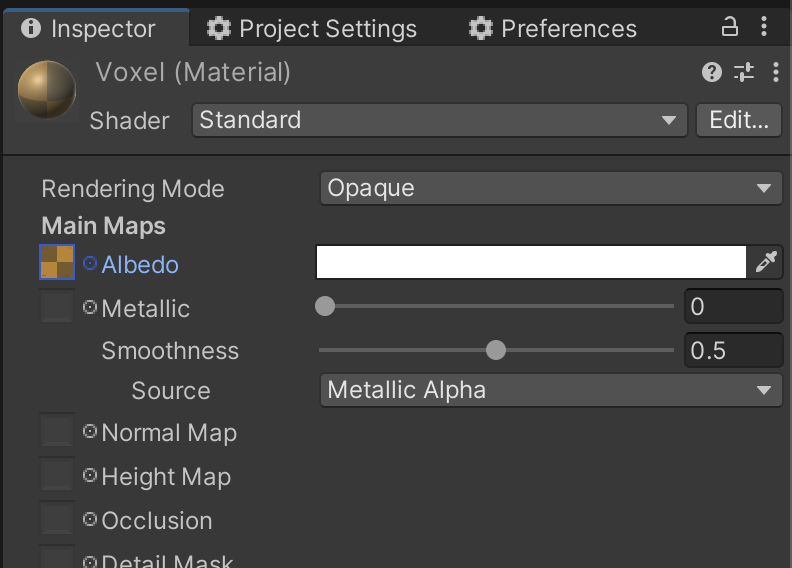 Inspector
Project Settings
Preferences
Voxel (Material)
Shader
Standard
Edit...
Rendering Mode
Opaque
Main Maps
Albedo
Metallic
0
Smoothness
0.5
Source
Metallic Alpha
Normal Map
Height Map
Occlusion
Detail Mask